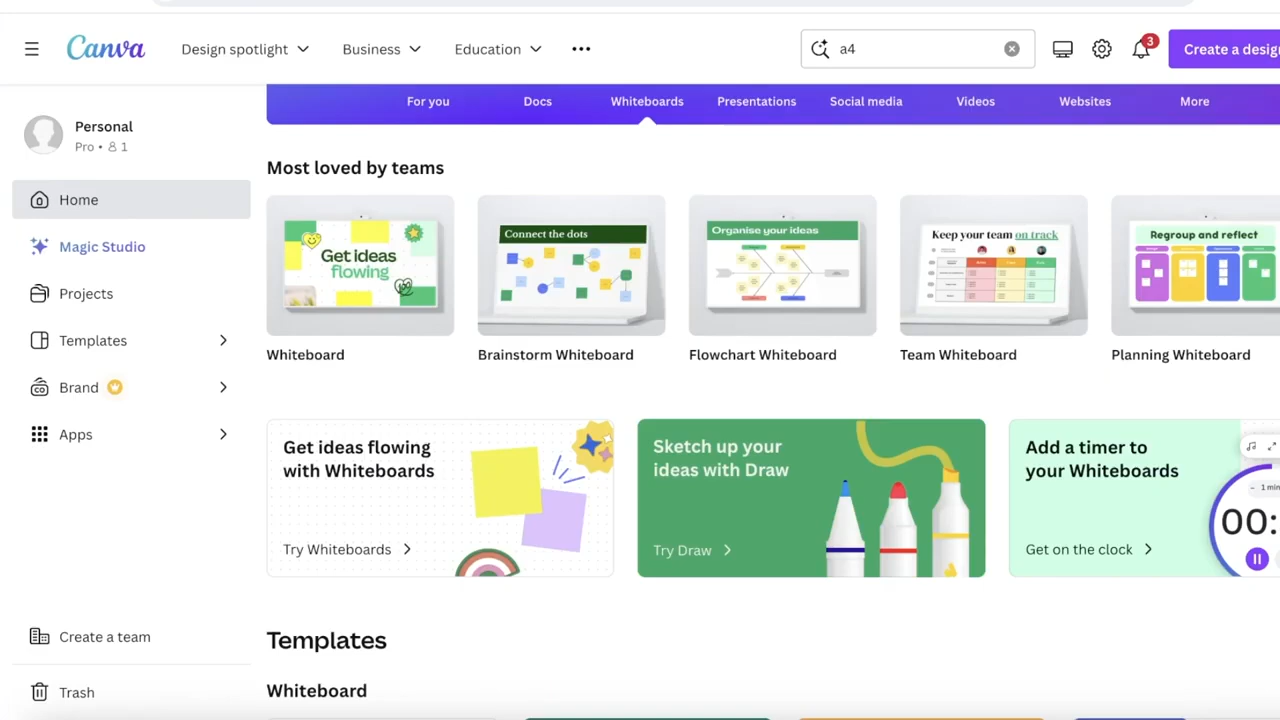 Canva
Design spotlight
Business
Education
a4
3
Create a desig
Personal
Pro • 1
Home
Magic Studio
Projects
Templates
Brand
Apps
Create a team
Trash
For you
Docs
Whiteboards
Presentations
Social media
Videos
Websites
More
Most loved by teams
Get ideas
flowing
Connect the dots
Organise your ideas
Keep your team on track
Regroup and reflect
Whiteboard
Brainstorm Whiteboard
Flowchart Whiteboard
Team Whiteboard
Planning Whiteboard
Get ideas flowing
with Whiteboards
Try Whiteboards
Sketch up your
ideas with Draw
Try Draw
Add a timer to
your Whiteboards
Get on the clock
1 min
00:
Templates
Whiteboard